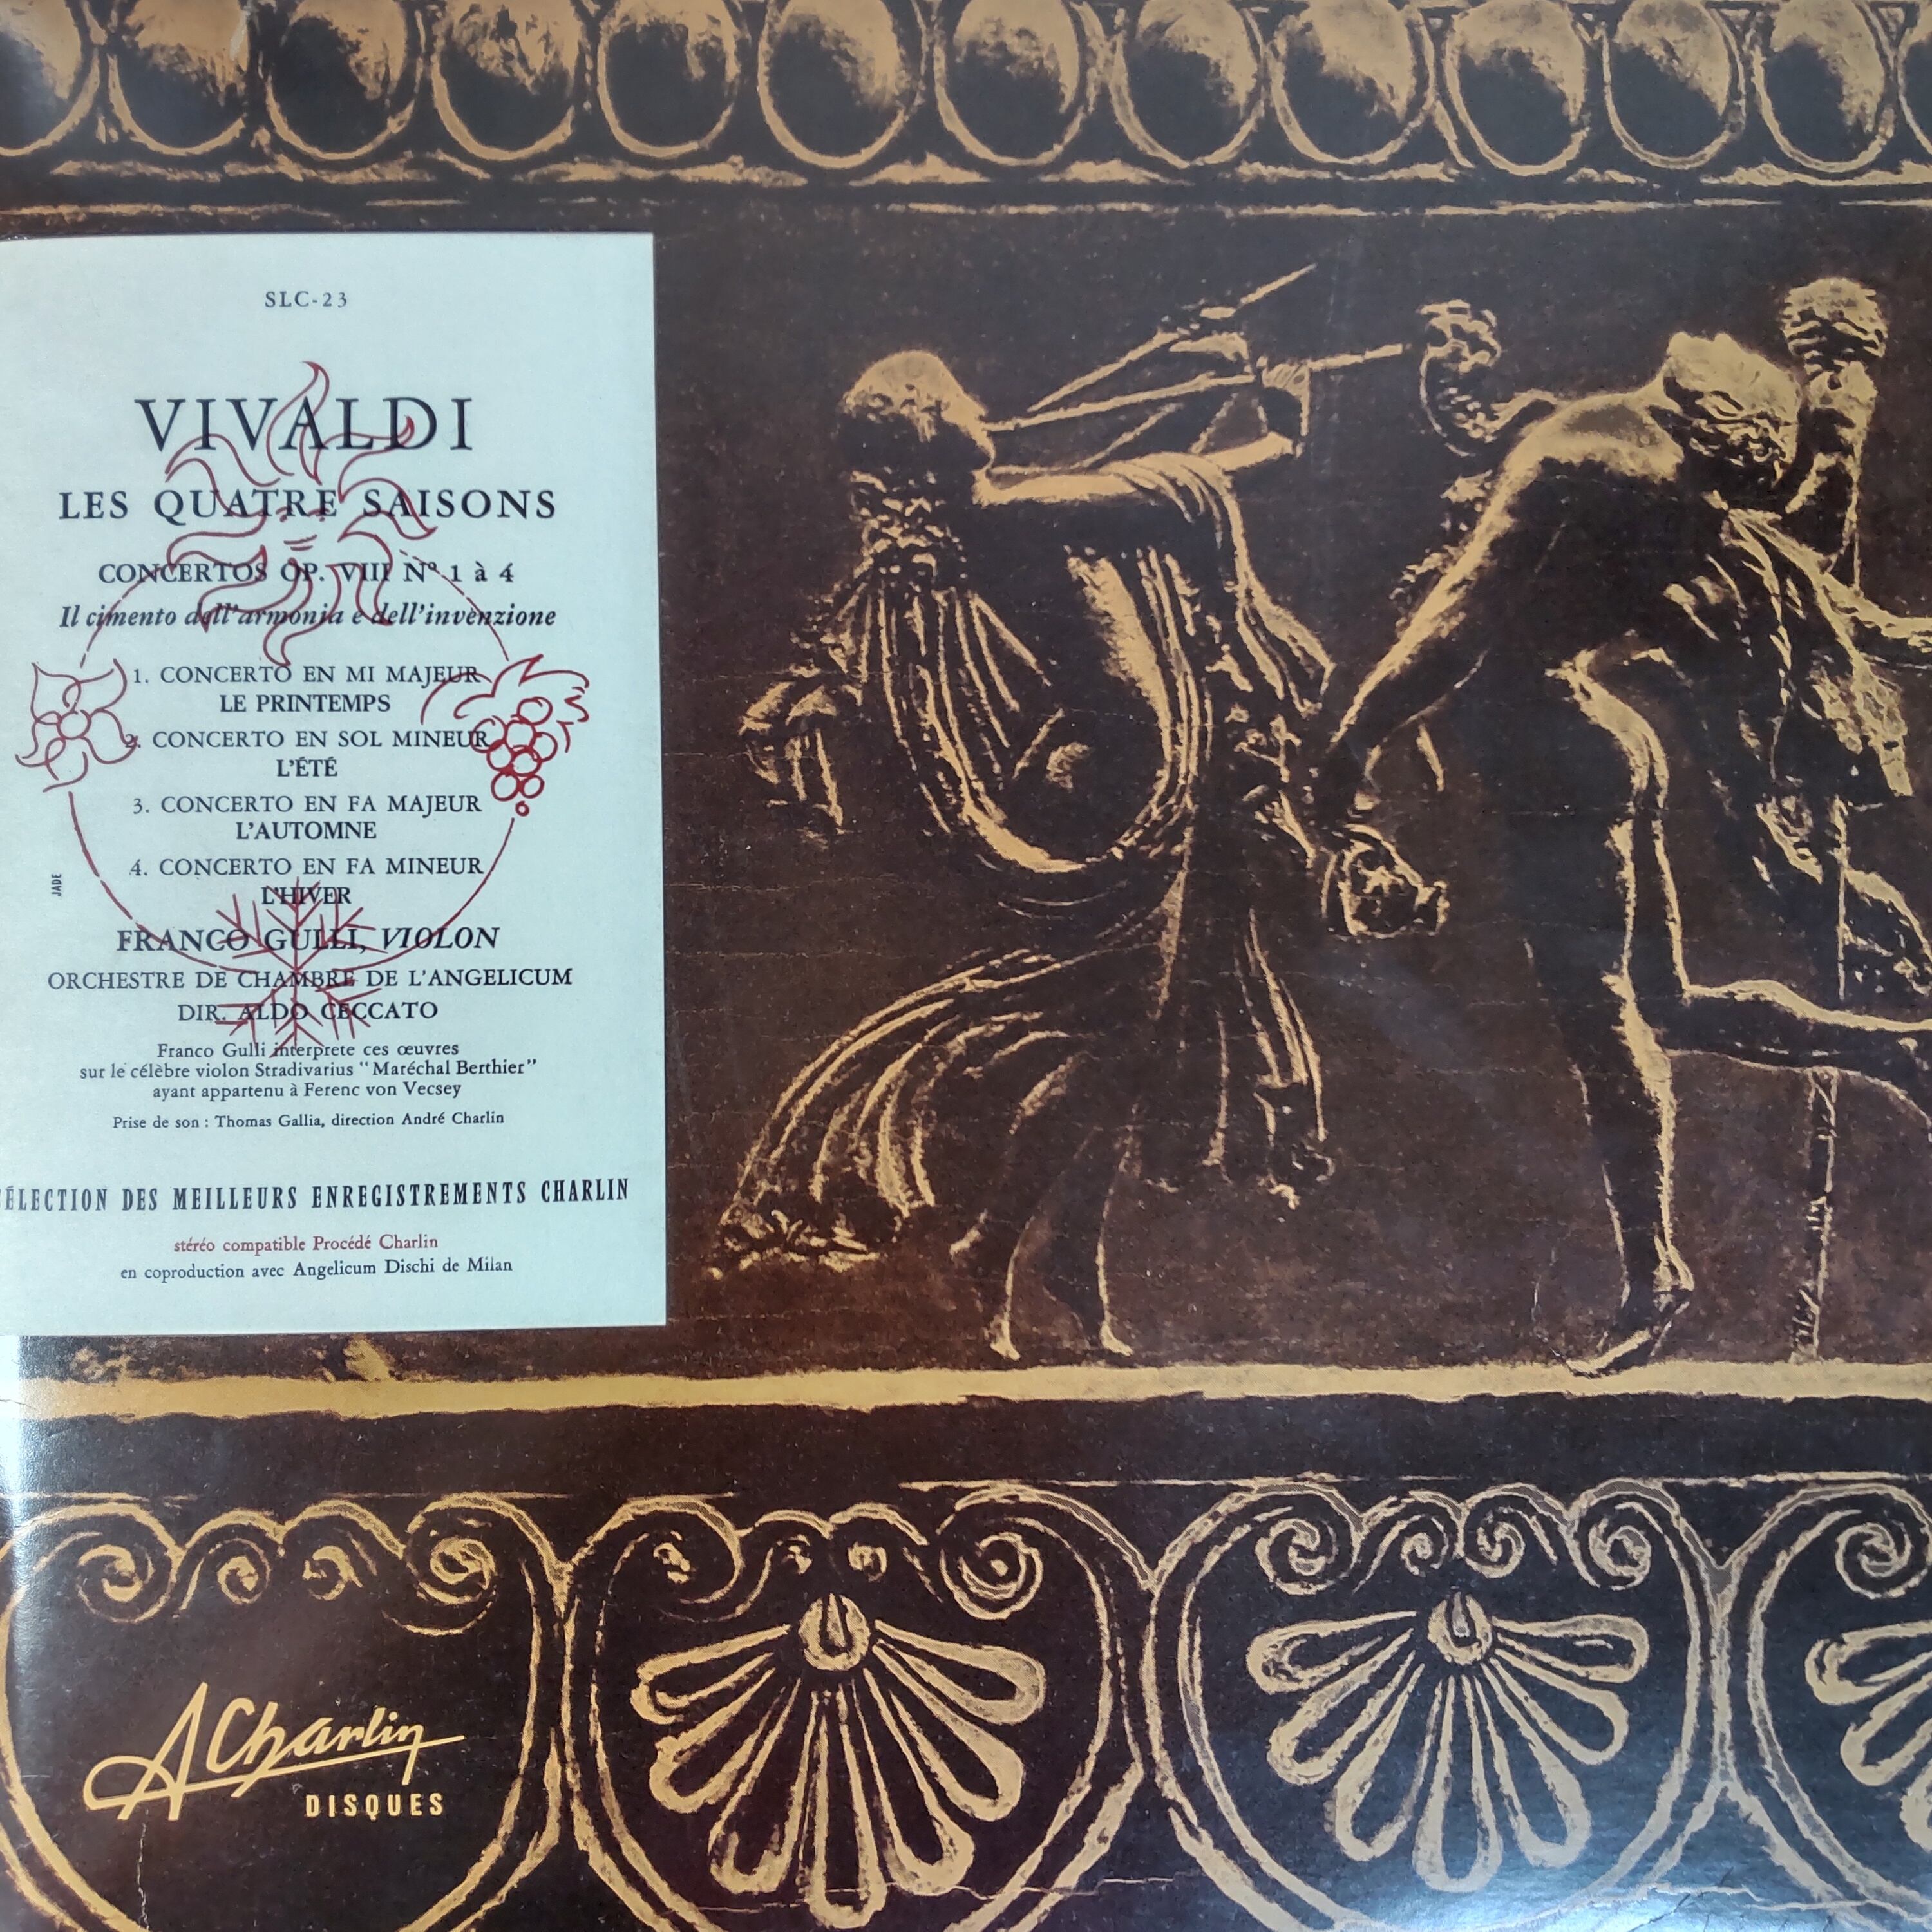 SLC-23
VIVALDI
LES QUATRE SAISONS
CONCERTOS OP. VIII Nº 1 à 4
Il cimento dell'armonia e dell'invenzione
1. CONCERTO EN MI MAJEUR
LE PRINTEMPS
2. CONCERTO EN SOL MINEUR
L'ÉTÉ
3. CONCERTO EN FA MAJEUR
L'AUTOMNE
4. CONCERTO EN FA MINEUR
L'HIVER
JADE
FRANCO GULLI, VIOLON
ORCHESTRE DE CHAMBRE DE L'ANGELICUM
DIR. ALDO CECCATO
Franco Gulli interprete ces œuvres
sur le célèbre violon Stradivarius "Maréchal Berthier"
ayant appartenu à Ferenc von Vecsey
Prise de son : Thomas Gallia, direction André Charlin
ÉLECTION DES MEILLEURS ENREGISTREMENTS CHARLIN
stéréo compatible Procédé Charlin
en coproduction avec Angelicum Dischi de Milan
ACharlin
DISQUES